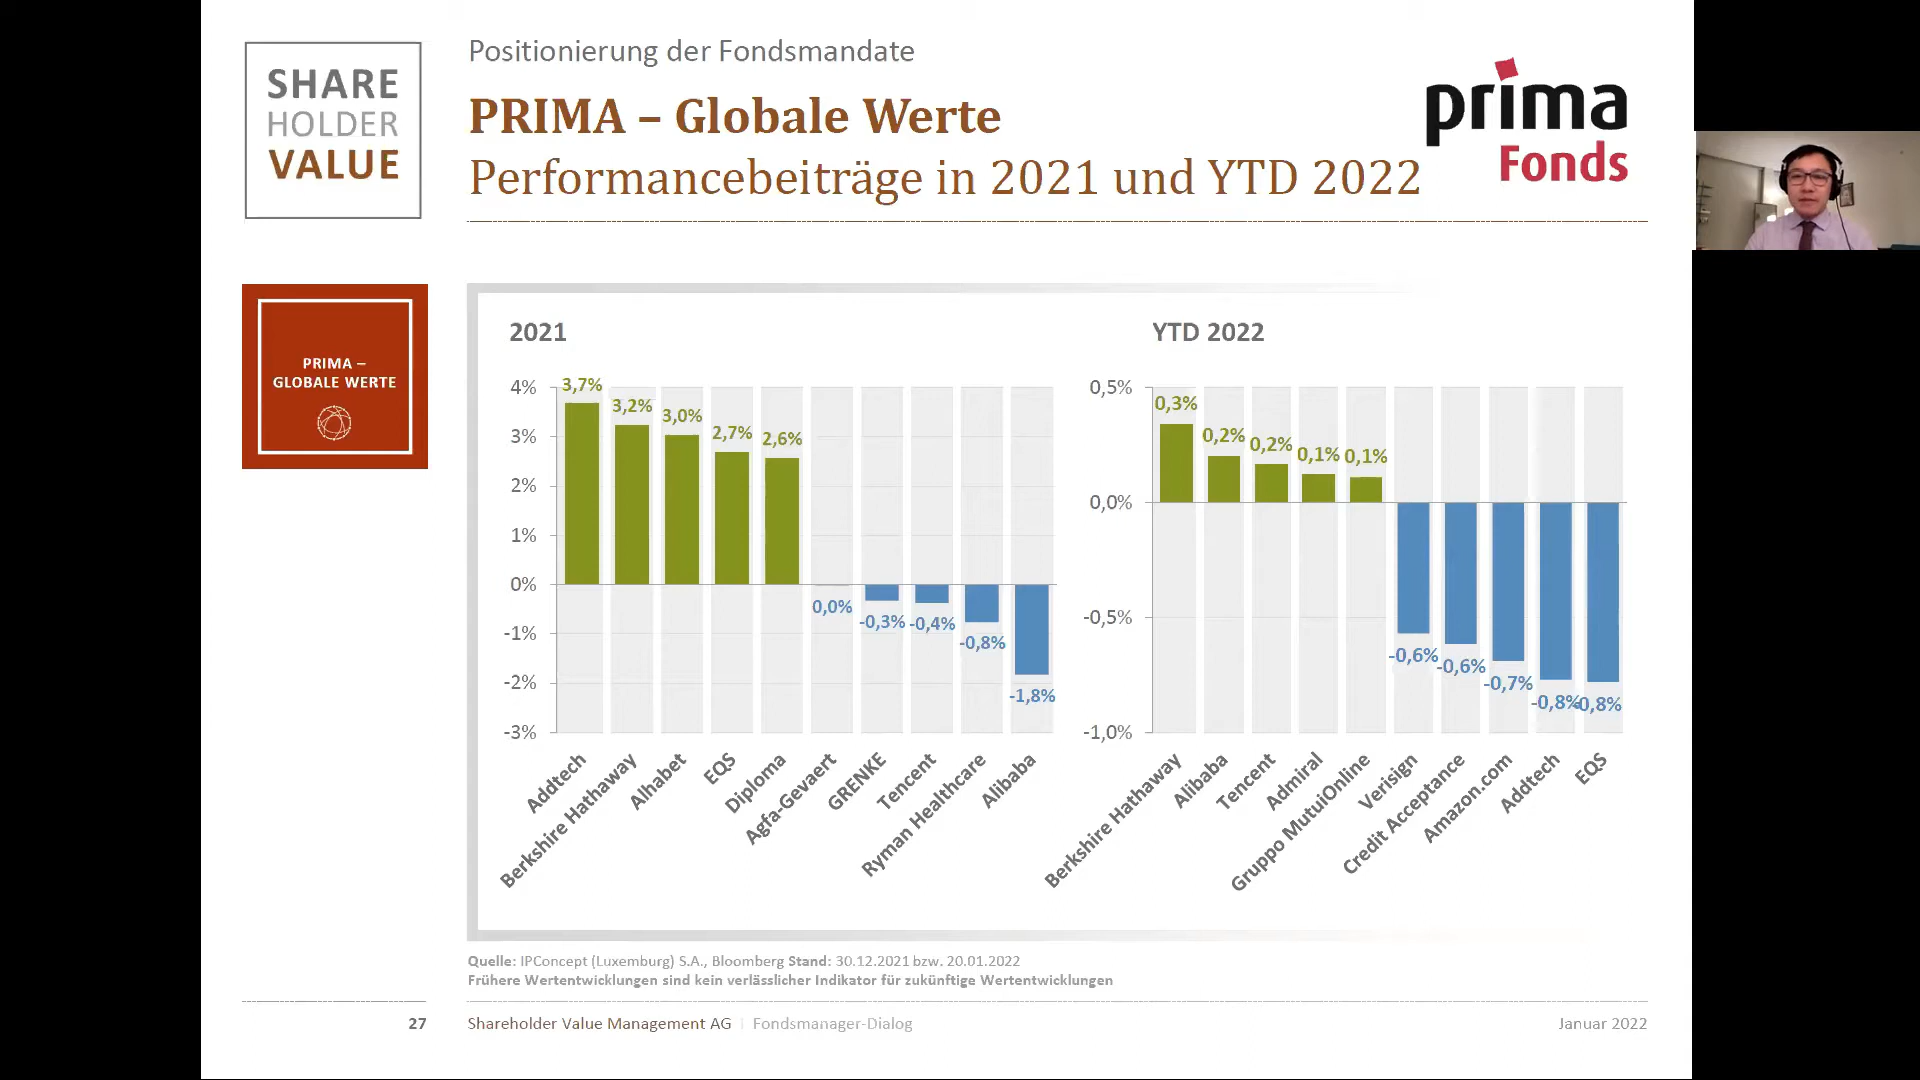 SHARE
HOLDER
VALUE
Positionierung der Fondsmandate
PRIMA – Globale Werte
Performancebeiträge in 2021 und YTD 2022
prima
Fonds
PRIMA –
GLOBALE WERTE
2021
4%
3%
2%
1%
0%
-1%
-2%
-3%
3,7%
3,2%
3,0%
2,7%
2,6%
0,0%
-0,3%
-0,4%
-0,8%
-1,8%
Addtech
Berkshire Hathaway
Alhabet
EQS
Diploma
Agfa-Gevaert
GRENKE
Tencent
Ryman Healthcare
Alibaba
YTD 2022
0,5%
0,0%
-0,5%
-1,0%
0,3%
0,2%
0,2%
0,1%
0,1%
-0,6%
-0,6%
-0,7%
-0,8%
-0,8%
Berkshire Hathaway
Alibaba
Tencent
Admiral
Gruppo MutuiOnline
Verisign
Credit Acceptance
Amazon.com
Addtech
EQS
Quelle: IPConcept (Luxemburg) S.A., Bloomberg Stand: 30.12.2021 bzw. 20.01.2022
Frühere Wertentwicklungen sind kein verlässlicher Indikator für zukünftige Wertentwicklungen
27
Shareholder Value Management AG | Fondsmanager-Dialog
Januar 2022